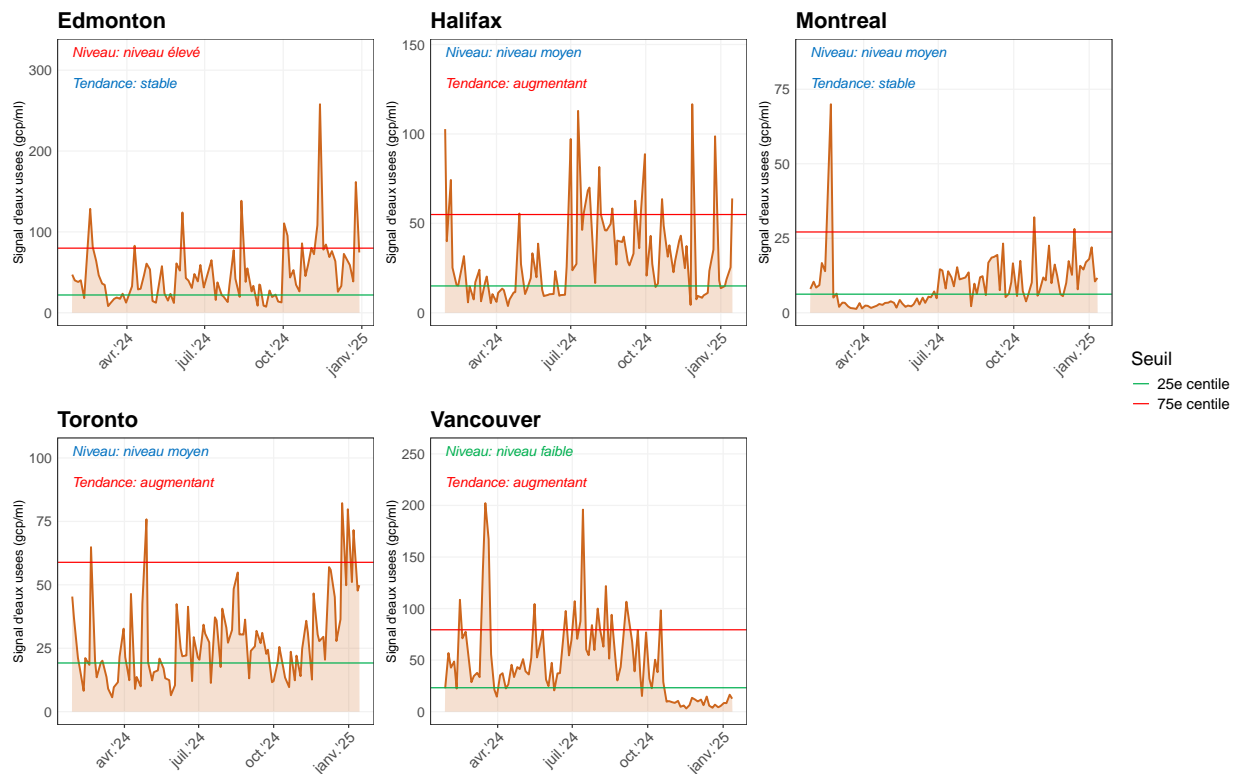 Edmonton
Niveau: niveau élevé
Tendance: stable
Signal d'eaux usees (gcp/ml)
300
200
100
0
avr.'24
juil.'24
oct.'24
janv.'25
Halifax
Niveau: niveau moyen
Tendance: augmentant
Signal d'eaux usees (gcp/ml)
150
100
50
0
avr.'24
juil.'24
oct.'24
janv.'25
Montreal
Niveau: niveau moyen
Tendance: stable
Signal d'eaux usees (gcp/ml)
75
50
25
0
avr.'24
juil.'24
oct.'24
janv.'25
Seuil
25e centile
75e centile
Toronto
Niveau: niveau moyen
Tendance: augmentant
Signal d'eaux usees (gcp/ml)
100
75
50
25
0
avr.'24
juil.'24
oct.'24
janv.'25
Vancouver
Niveau: niveau faible
Tendance: augmentant
Signal d'eaux usees (gcp/ml)
250
200
150
100
50
0
avr.'24
juil.'24
oct.'24
janv.'25